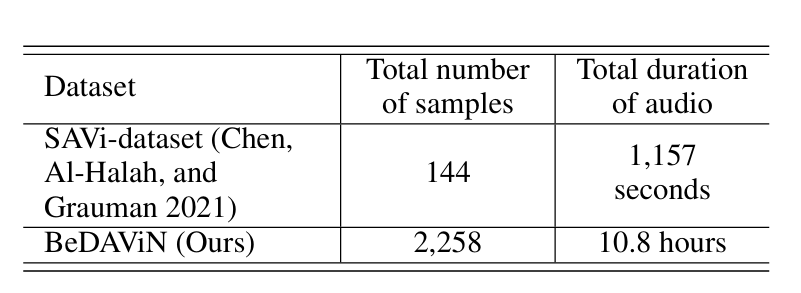 Dataset
Total number
of samples
Total duration
of audio
SAVi-dataset (Chen,
Al-Halah, and
Grauman 2021)
144
1,157
seconds
BeDAViN (Ours)
2,258
10.8 hours